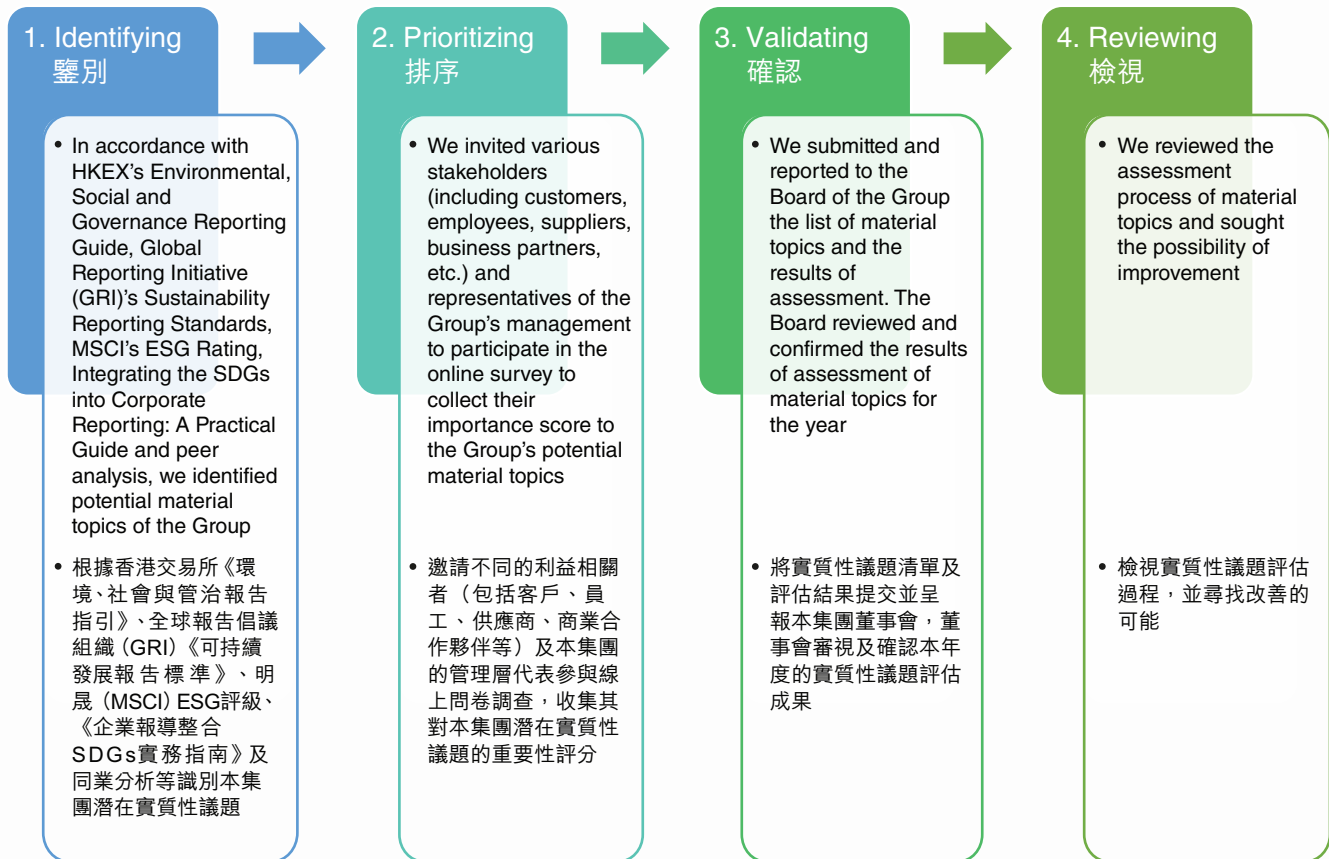 1. Identifying
鑒別
• In accordance with
HKEX's Environmental,
Social and
Governance Reporting
Guide, Global
Reporting Initiative
(GRI)'s Sustainability
Reporting Standards,
MSCI's ESG Rating,
Integrating the SDGs
into Corporate
Reporting: A Practical
Guide and peer
analysis, we identified
potential material
topics of the Group
• 根據香港交易所《環
境、社會與管治報告
指引》、全球報告倡議
組織(GRI)《可持續
發展報告標準》、明
晟(MSCI) ESG評級、
《企業報導整合
SDGs實務指南》及
同業分析等識別本集
團潛在實質性議題
2. Prioritizing
排序
• We invited various
stakeholders
(including customers,
employees, suppliers,
business partners,
etc.) and
representatives of the
Group's management
to participate in the
online survey to
collect their
importance score to
the Group's potential
material topics
• 邀請不同的利益相關
者（包括客戶、員
工、供應商、商業合
作夥伴等）及本集團
的管理層代表參與線
上問卷調查，收集其
對本集團潛在實質性
議題的重要性評分
3. Validating
確認
• We submitted and
reported to the
Board of the Group
the list of material
topics and the
results of
assessment. The
Board reviewed and
confirmed the results
of assessment of
material topics for
the year
• 將實質性議題清單及
評估結果提交並呈
報本集團董事會，董
事會審視及確認本年
度的實質性議題評估
成果
4. Reviewing
檢視
• We reviewed the
assessment
process of material
topics and sought
the possibility of
improvement
• 檢視實質性議題評估
過程，並尋找改善的
可能